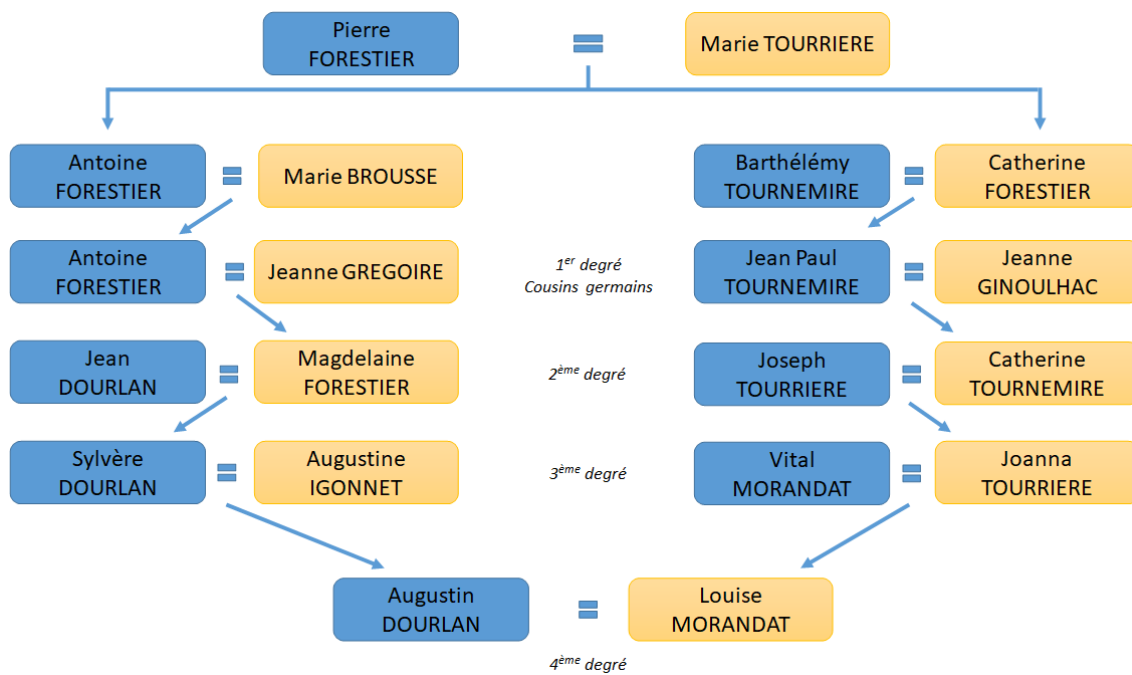 Pierre
FORESTIER
Marie TOURRIERE
Antoine
FORESTIER
Marie BROUSSE
Barthélémy
TOURNEMIRE
Catherine
FORESTIER
Antoine
FORESTIER
Jeanne GREGOIRE
1er degré
Cousins germains
Jean Paul
TOURNEMIRE
Jeanne
GINOULHAC
Jean
DOURLAN
Magdelaine
FORESTIER
2ème degré
Joseph
TOURRIERE
Catherine
TOURNEMIRE
Sylvère
DOURLAN
Augustine
IGONNET
3ème degré
Vital
MORANDAT
Joanna
TOURRIERE
Augustin
DOURLAN
Louise
MORANDAT
4ème degré